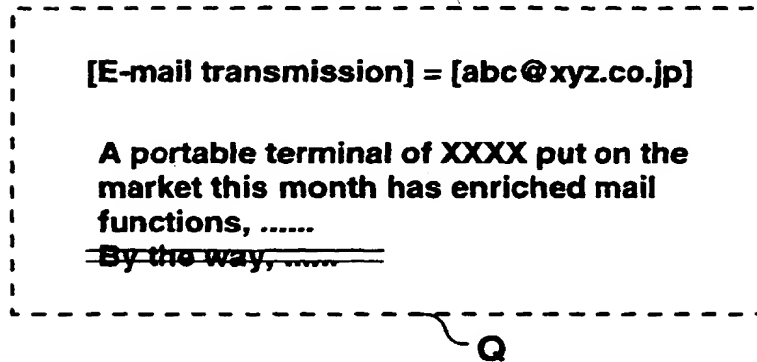 [E-mail transmission] = [abc@xyz.co.jp]
A portable terminal of XXXX put on the
market this month has enriched mail
functions, ......
By the way, ......
Q